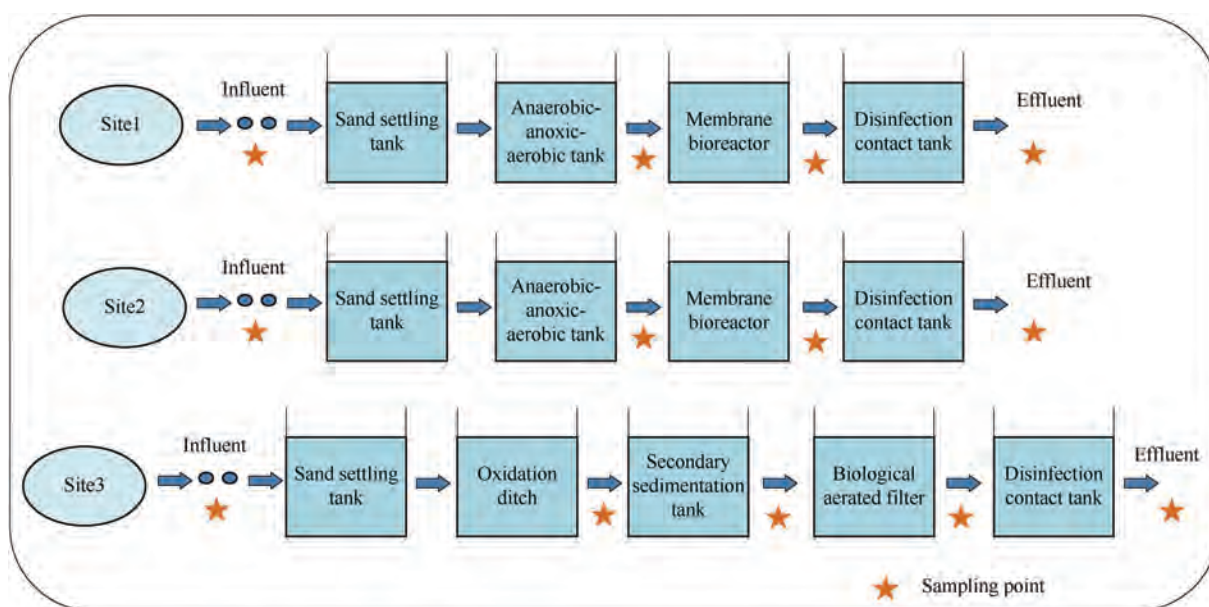 Site1
Influent
Sand settling
tank
Anaerobic-
anoxic-
aerobic tank
Membrane
bioreactor
Disinfection
contact tank
Effluent
Site2
Influent
Sand settling
tank
Anaerobic-
anoxic-
aerobic tank
Membrane
bioreactor
Disinfection
contact tank
Effluent
Site3
Influent
Sand settling
tank
Oxidation
ditch
Secondary
sedimentation
tank
Biological
aerated filter
Disinfection
contact tank
Effluent
Sampling point